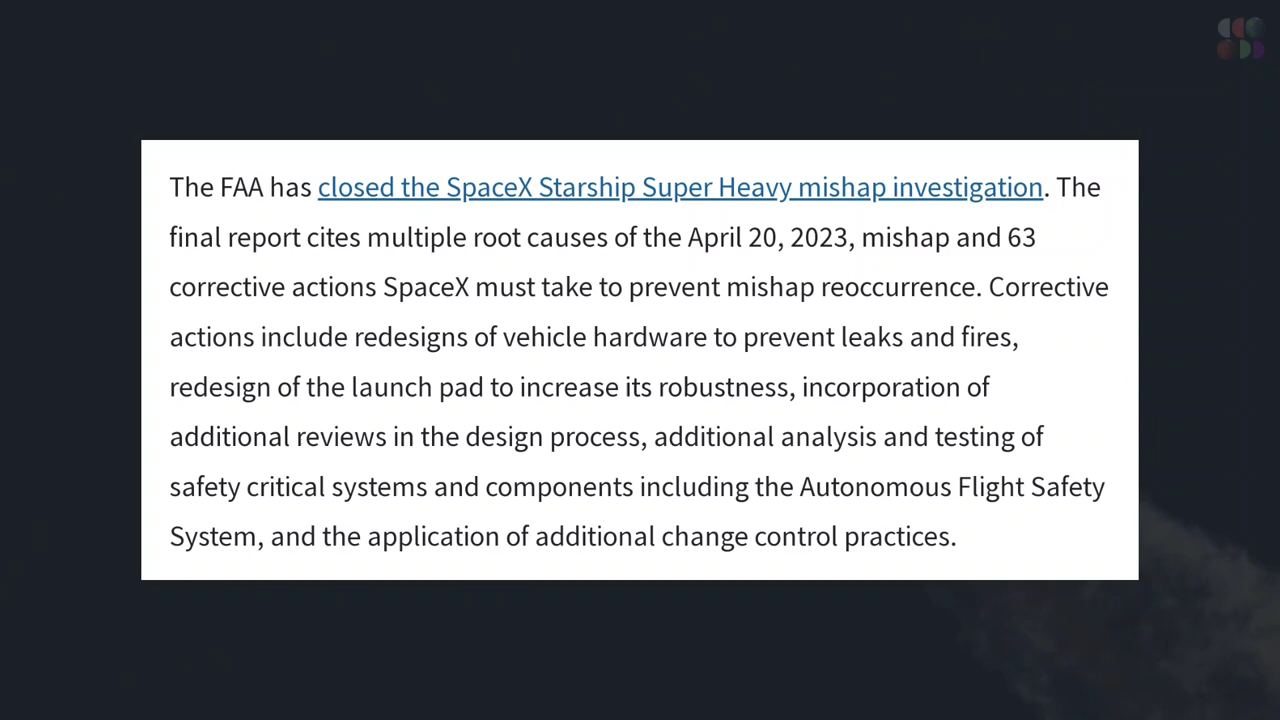 The FAA has closed the SpaceX Starship Super Heavy mishap investigation. The
final report cites multiple root causes of the April 20, 2023, mishap and 63
corrective actions SpaceX must take to prevent mishap reoccurrence. Corrective
actions include redesigns of vehicle hardware to prevent leaks and fires,
redesign of the launch pad to increase its robustness, incorporation of
additional reviews in the design process, additional analysis and testing of
safety critical systems and components including the Autonomous Flight Safety
System, and the application of additional change control practices.